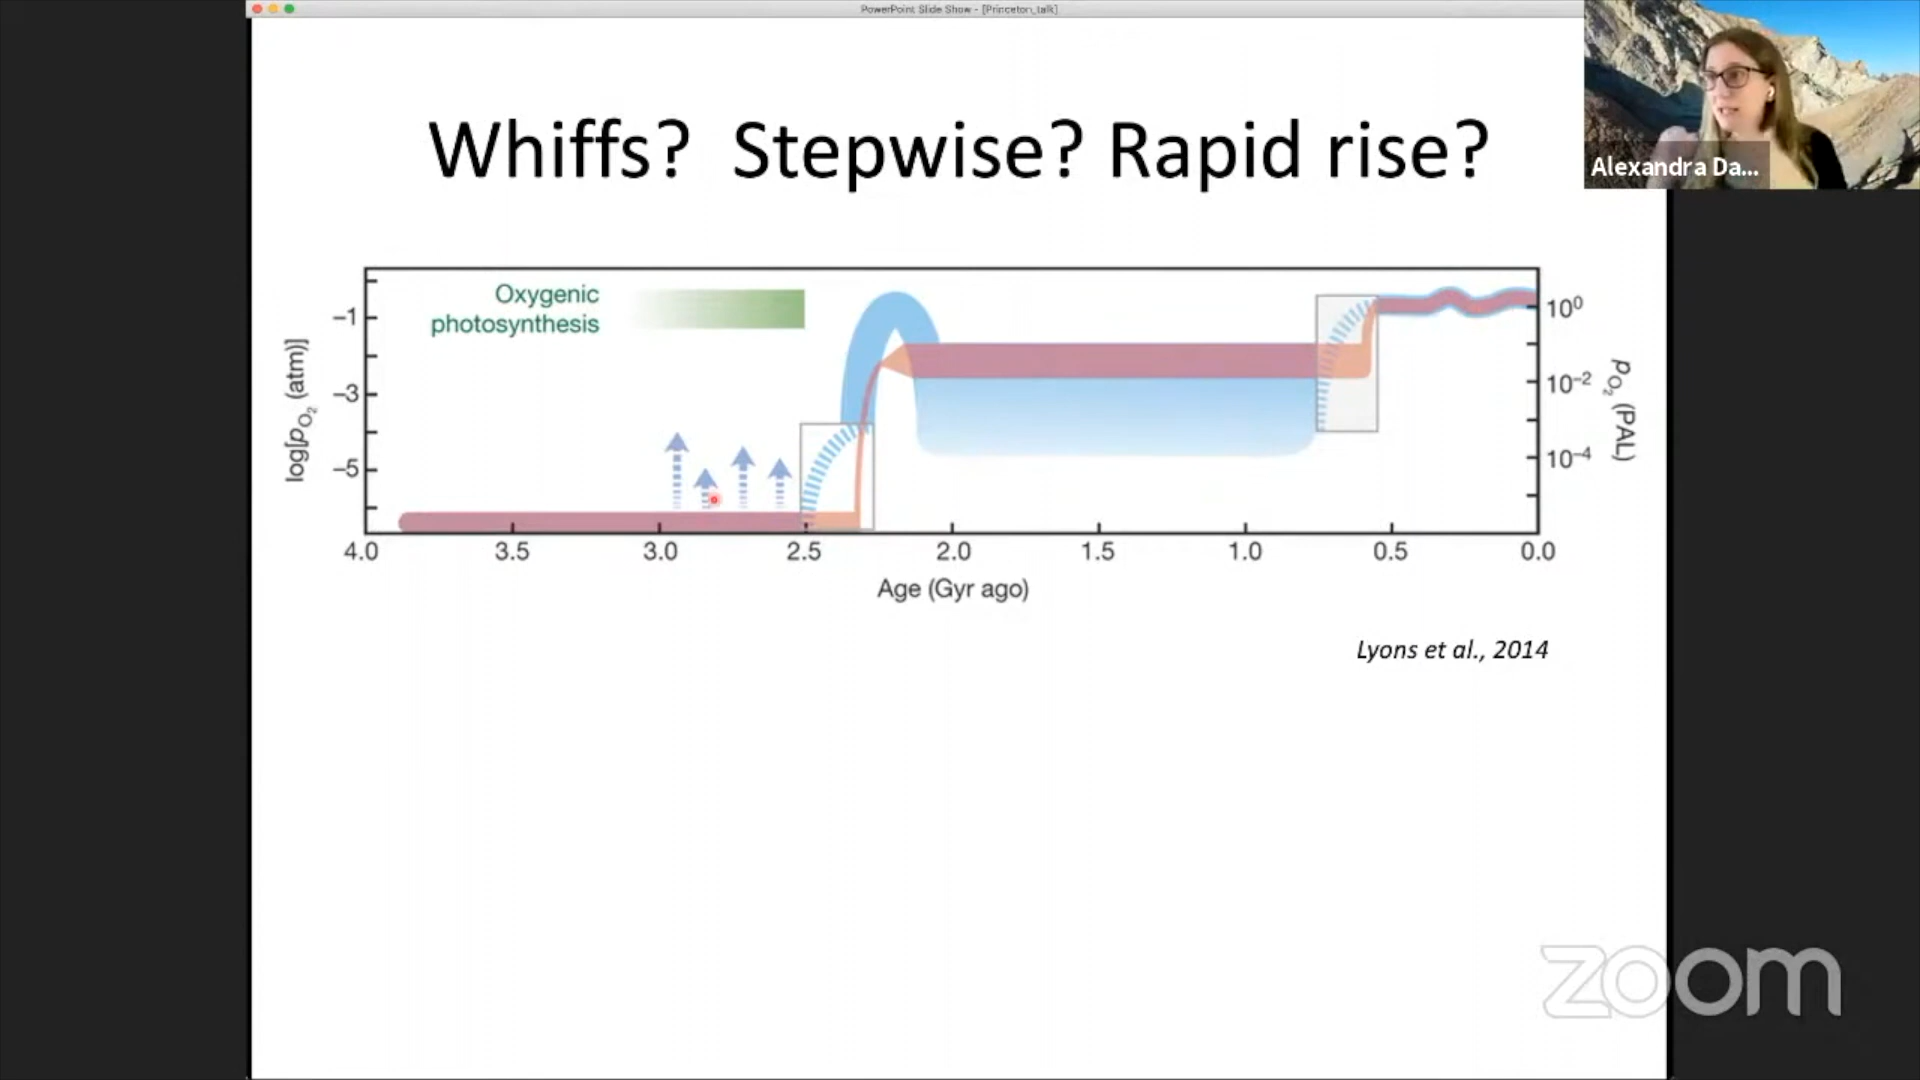 PowerPoint Slide Show - [Princeton_talk]
Alexandra Da...
Whiffs? Stepwise? Rapid rise?
Oxygenic
photosynthesis
log[pO2 (atm)]
−1
−3
−5
10⁰
10⁻²
10⁻⁴
pO2 (PAL)
4.0 3.5 3.0 2.5 2.0 1.5 1.0 0.5 0.0
Age (Gyr ago)
Lyons et al., 2014
zoom